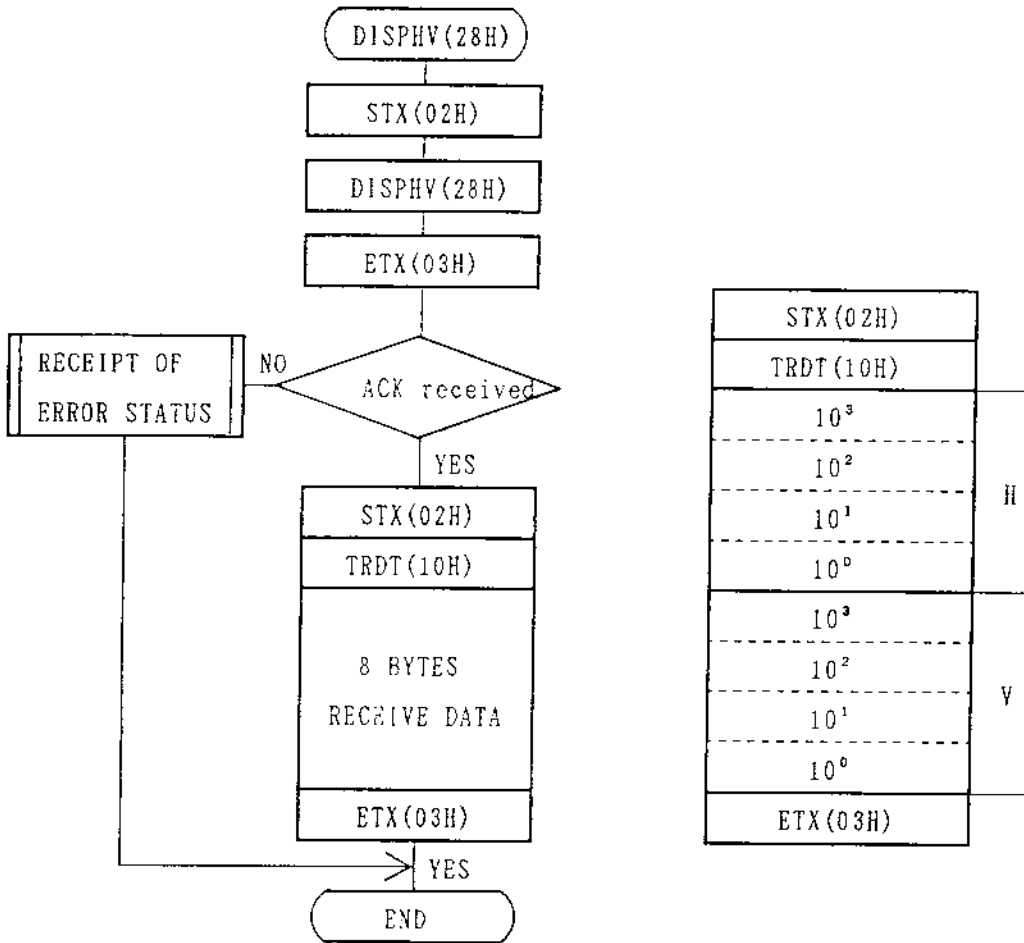 DISPHV(28H)
STX(02H)
DISPHV(28H)
ETX(03H)
RECEIPT OF
ERROR STATUS
NO
ACK received
YES
STX(02H)
TRDT(10H)
8 BYTES
RECEIVE DATA
ETX(03H)
YES
END
STX(02H)
TRDT(10H)
10³
10²
10¹
10⁰
H
10³
10²
10¹
10⁰
V
ETX(03H)